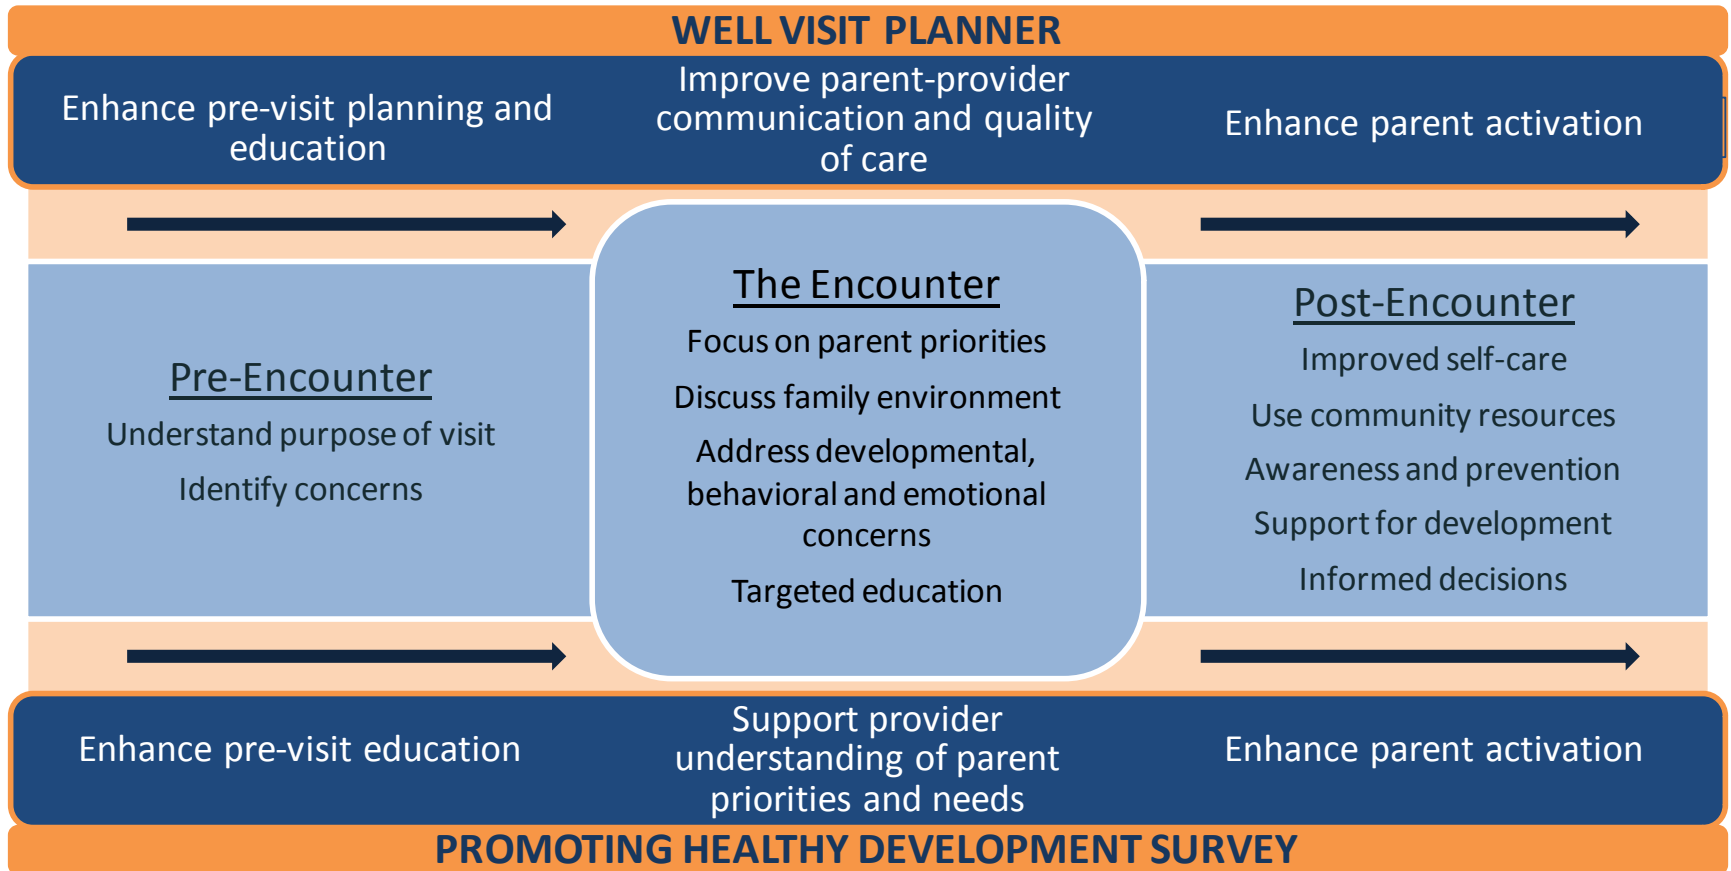 WELL VISIT PLANNER
Enhance pre-visit planning and
education
Improve parent-provider
communication and quality
of care
Enhance parent activation
Pre-Encounter
Understand purpose of visit
Identify concerns
The Encounter
Focus on parent priorities
Discuss family environment
Address developmental,
behavioral and emotional
concerns
Targeted education
Post-Encounter
Improved self-care
Use community resources
Awareness and prevention
Support for development
Informed decisions
Enhance pre-visit education
Support provider
understanding of parent
priorities and needs
Enhance parent activation
PROMOTING HEALTHY DEVELOPMENT SURVEY